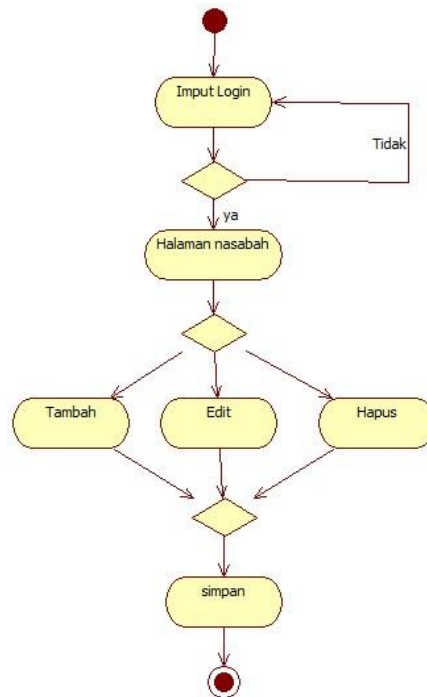 Imput Login
Tidak
ya
Halaman nasabah
Tambah
Edit
Hapus
simpan